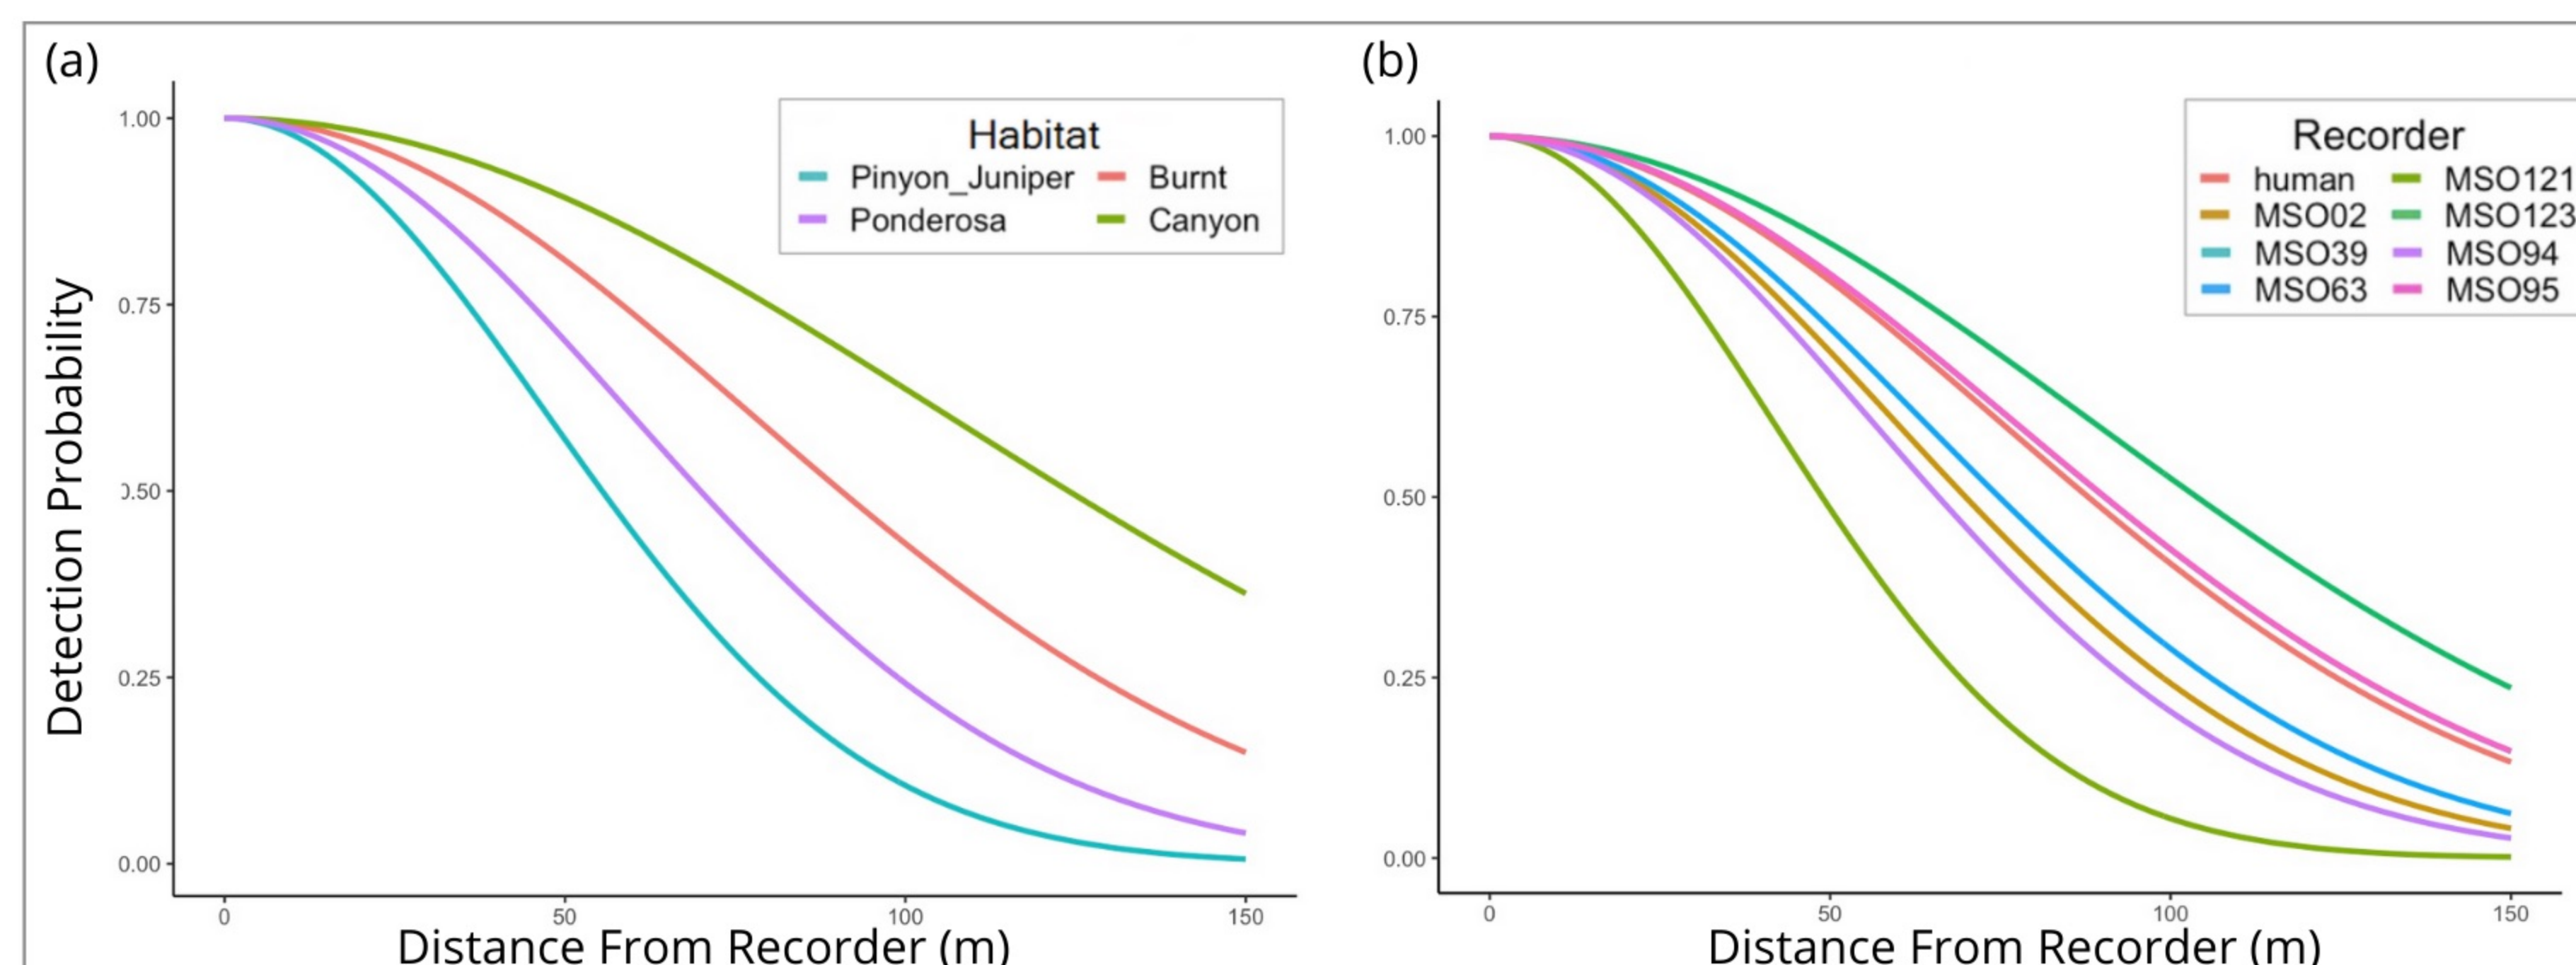 (a)
Habitat
Pinyon_Juniper Burnt
Ponderosa Canyon
Detection Probability
1.00
0.75
0.50
0.25
0.00
0 50 100 150
Distance From Recorder (m)
(b)
Recorder
human MSO121
MSO02 MSO123
MSO39 MSO94
MSO63 MSO95
1.00
0.75
0.50
0.25
0.00
0 50 100 150
Distance From Recorder (m)